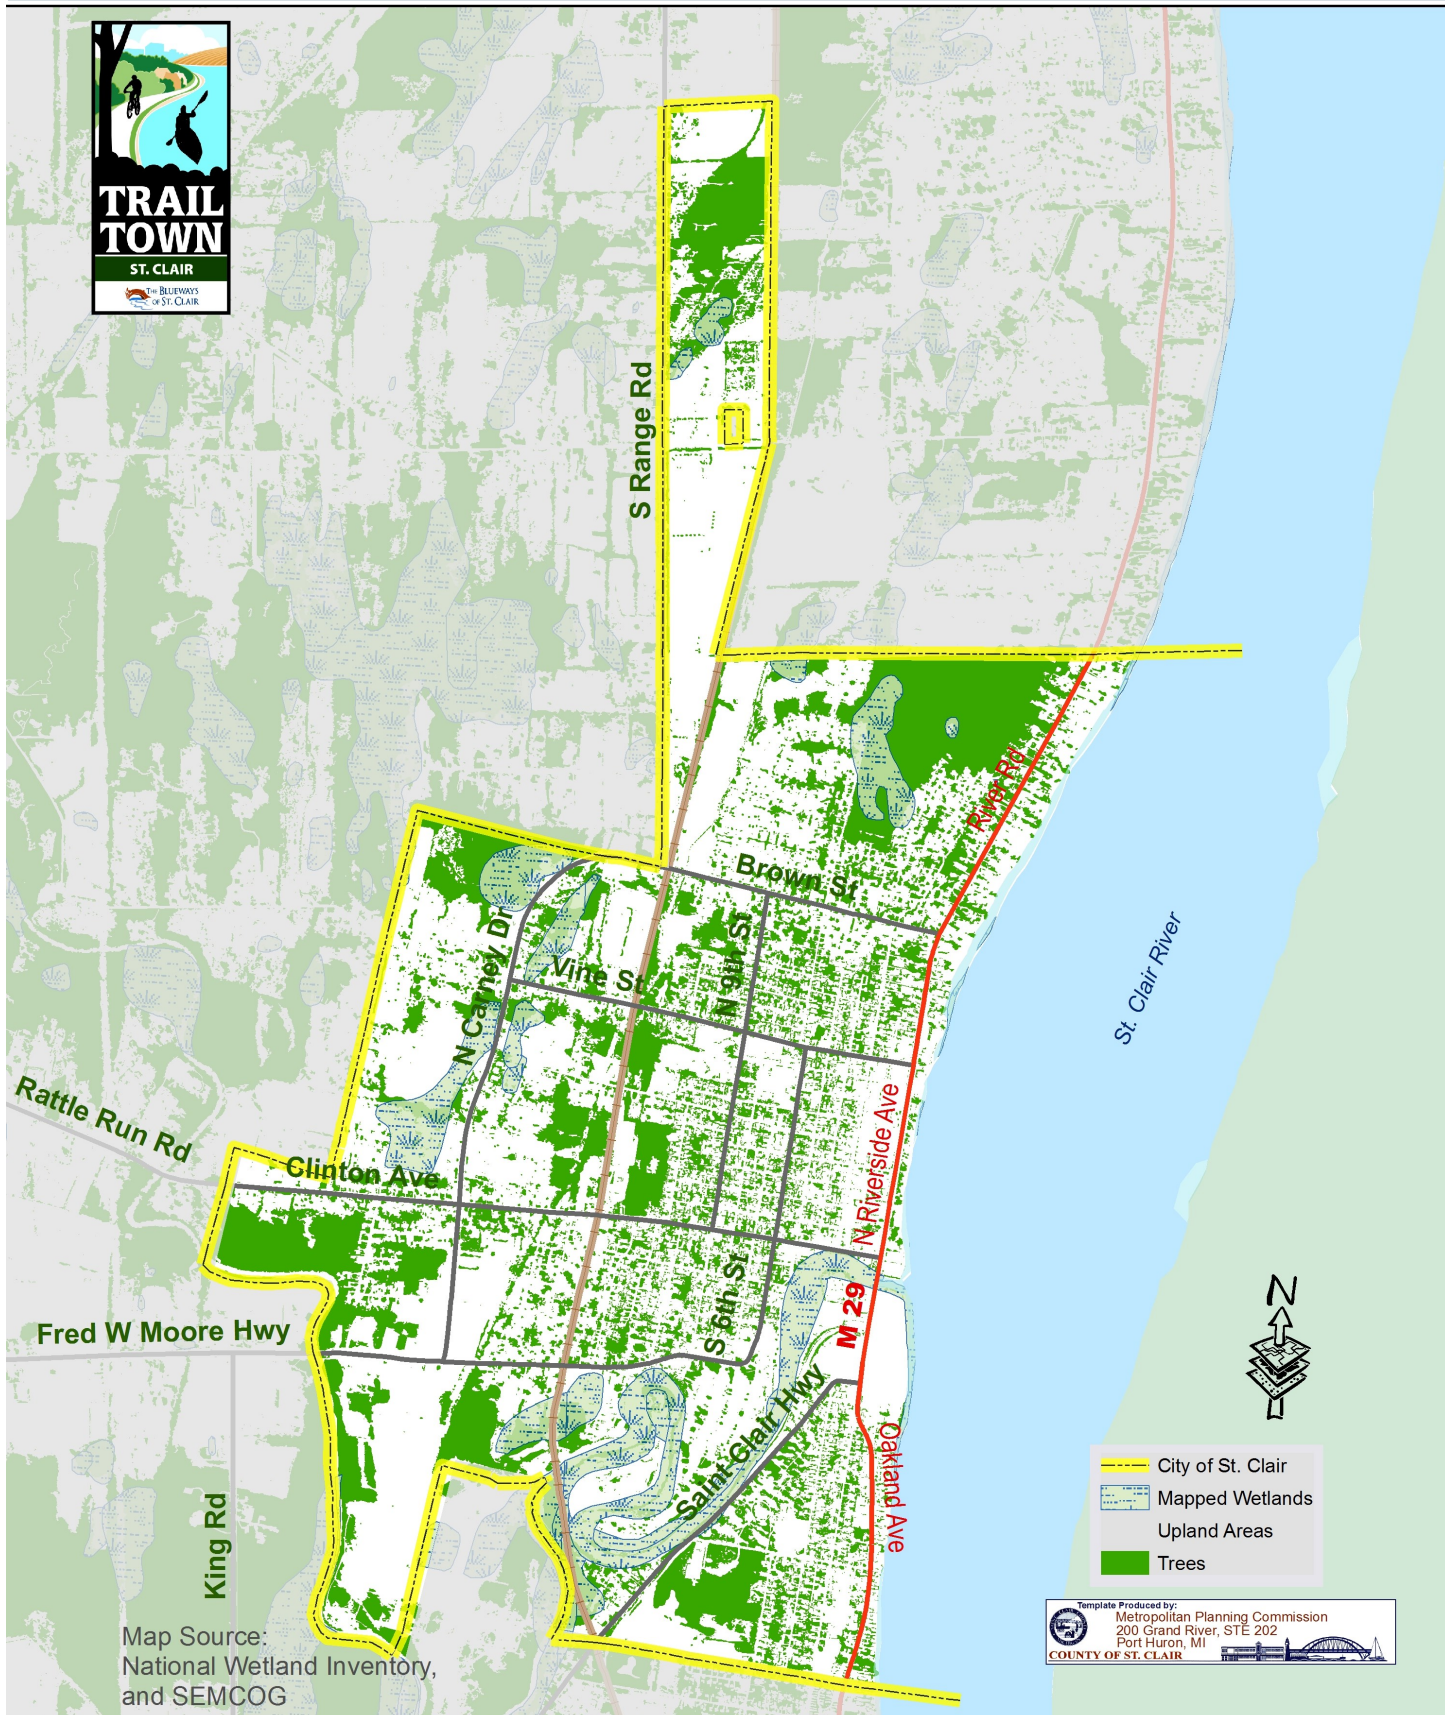 TRAIL
TOWN
ST. CLAIR
THE BLUEWAYS
OF ST. CLAIR
S Range Rd
River Rd
Brown St
N 9th St
N Carney Dr
Vine St
St. Clair River
Rattle Run Rd
Clinton Ave
N Riverside Ave
S 6th St
M 29
Fred W Moore Hwy
Saint Clair Hwy
Oakland Ave
King Rd
N
City of St. Clair
Mapped Wetlands
Upland Areas
Trees
Template Produced by:
Metropolitan Planning Commission
200 Grand River, STE 202
Port Huron, MI
COUNTY OF ST. CLAIR
Map Source:
National Wetland Inventory,
and SEMCOG